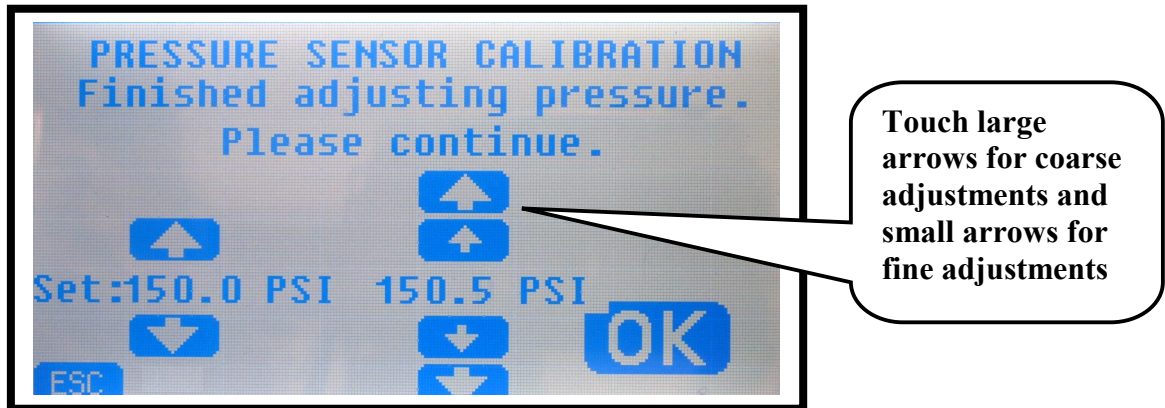 PRESSURE SENSOR CALIBRATION
Finished adjusting pressure.
Please continue.
Set:150.0 PSI 150.5 PSI
OK
ESC
Touch large
arrows for coarse
adjustments and
small arrows for
fine adjustments